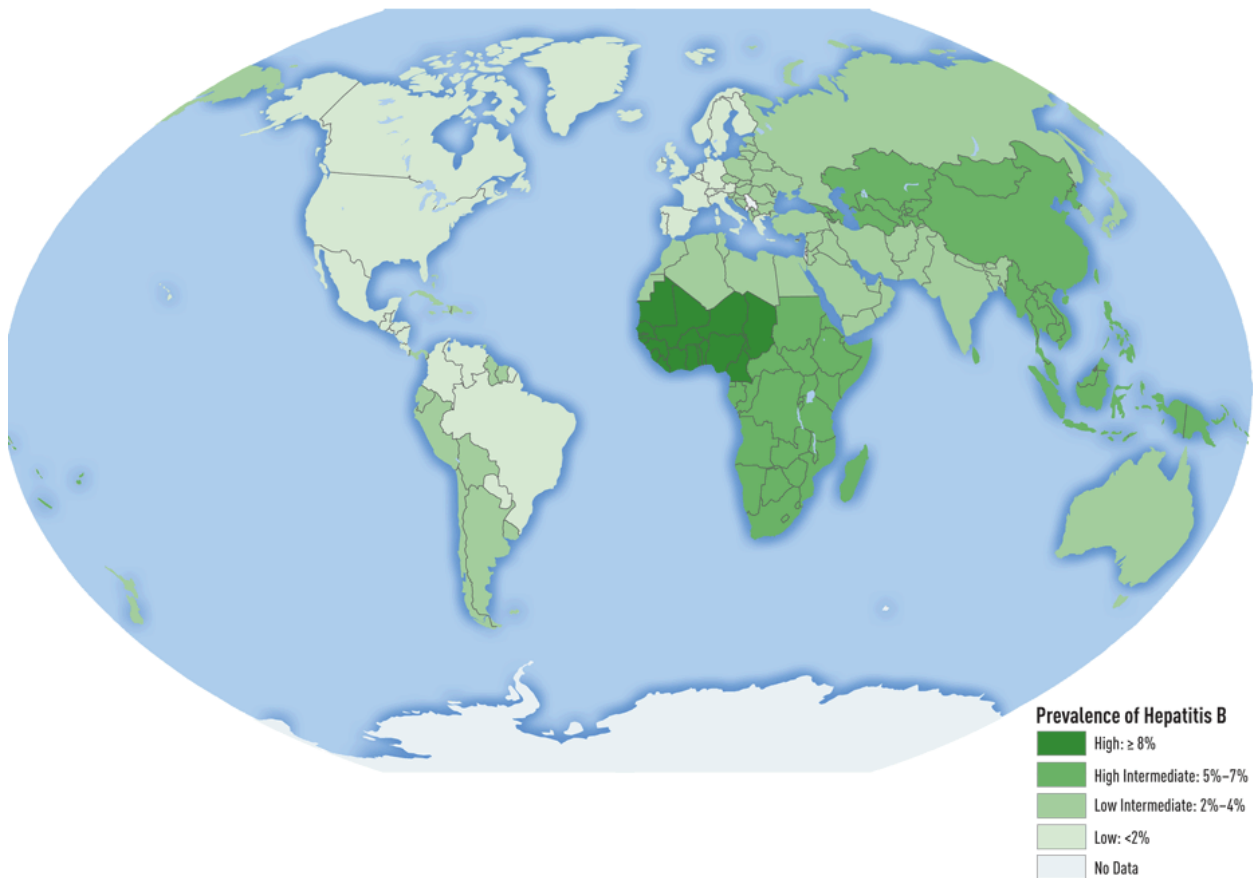 Prevalence of Hepatitis B
High: ≥ 8%
High Intermediate: 5%–7%
Low Intermediate: 2%–4%
Low: <2%
No Data